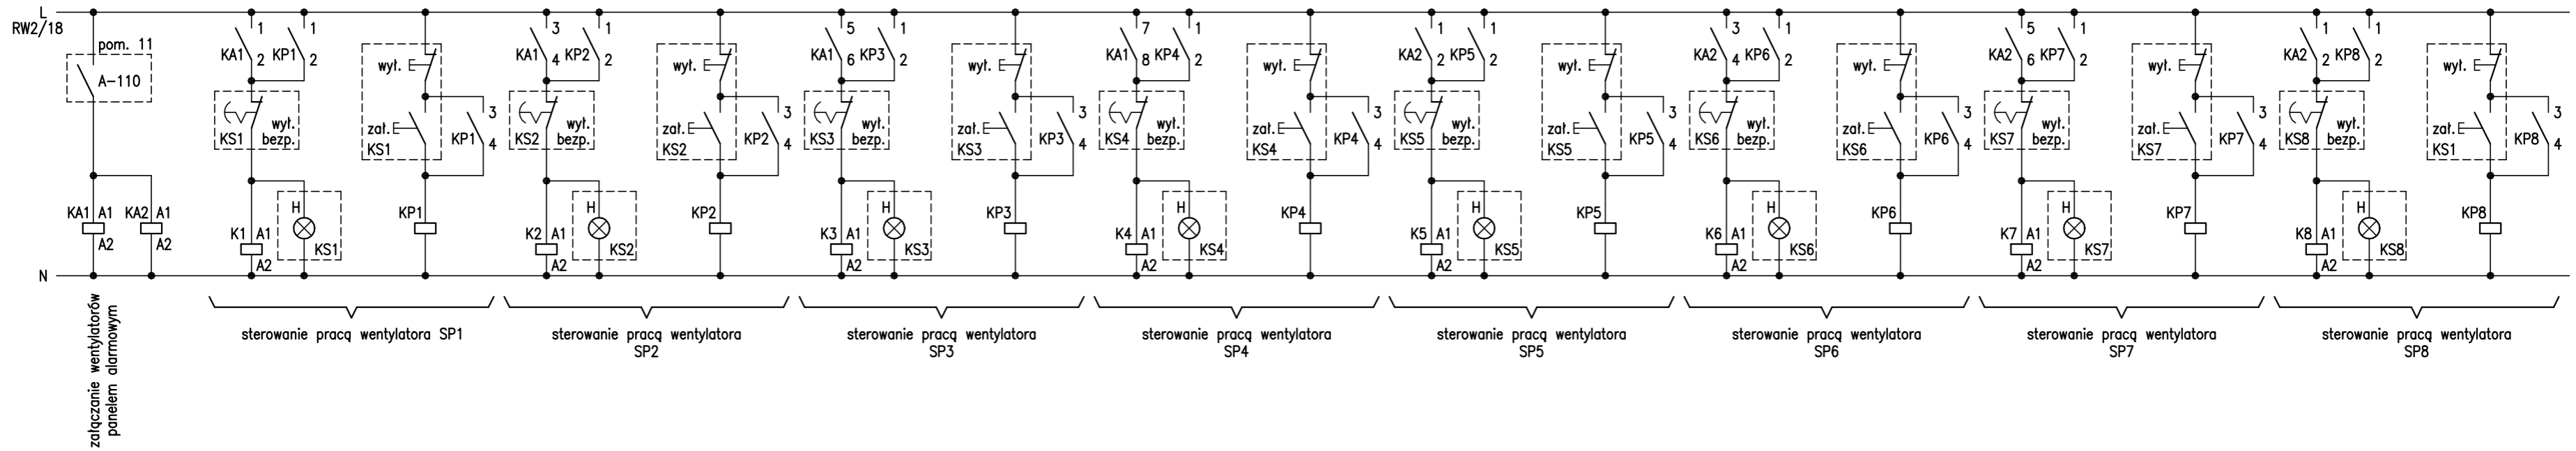 L
RW2/18
pom. 11
A-110
KA1 A1
A2
KA2 A1
A2
N
załączanie wentylatorów
panelem alarmowym
1 1
KA1 2 KP1 2
KS1 wył.
bezp.
K1 A1
A2
H
KS1
wył.
zał.
KS1
3
KP1 4
KP1
sterowanie pracą wentylatora SP1
3 1
KA1 4 KP2 2
KS2 wył.
bezp.
K2 A1
A2
H
KS2
wył.
zał.
KS2
3
KP2 4
KP2
sterowanie pracą wentylatora
SP2
5 1
KA1 6 KP3 2
KS3 wył.
bezp.
K3 A1
A2
H
KS3
wył.
zał.
KS3
3
KP3 4
KP3
sterowanie pracą wentylatora
SP3
7 1
KA1 8 KP4 2
KS4 wył.
bezp.
K4 A1
A2
H
KS4
wył.
zał.
KS4
3
KP4 4
KP4
sterowanie pracą wentylatora
SP4
1 1
KA2 2 KP5 2
KS5 wył.
bezp.
K5 A1
A2
H
KS5
wył.
zał.
KS5
3
KP5 4
KP5
sterowanie pracą wentylatora
SP5
3 1
KA2 4 KP6 2
KS6 wył.
bezp.
K6 A1
A2
H
KS6
wył.
zał.
KS6
3
KP6 4
KP6
sterowanie pracą wentylatora
SP6
5 1
KA2 6 KP7 2
KS7 wył.
bezp.
K7 A1
A2
H
KS7
wył.
zał.
KS7
3
KP7 4
KP7
sterowanie pracą wentylatora
SP7
1 1
KA2 2 KP8 2
KS8 wył.
bezp.
K8 A1
A2
H
KS8
wył.
zał.
KS1
3
KP8 4
KP8
sterowanie pracą wentylatora
SP8